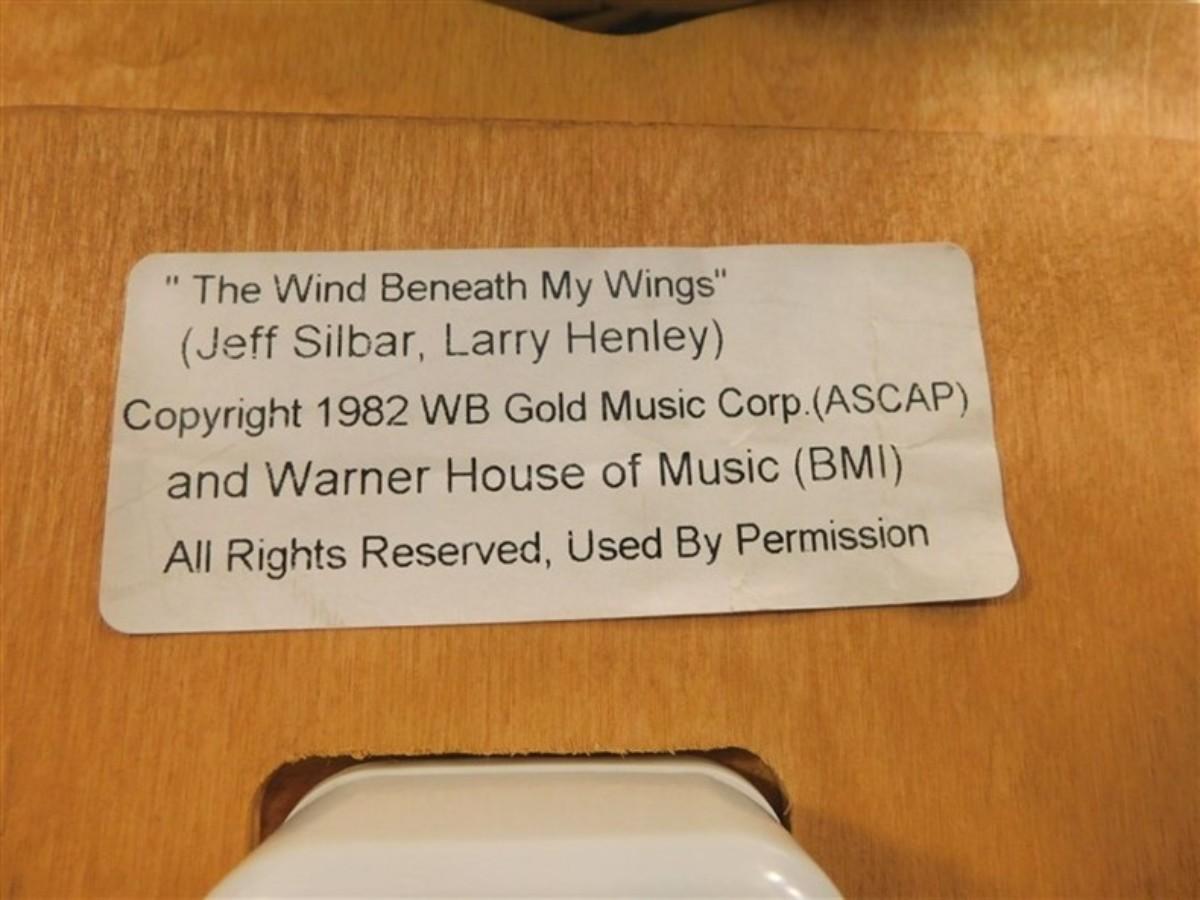 " The Wind Beneath My Wings"
(Jeff Silbar, Larry Henley)
Copyright 1982 WB Gold Music Corp.(ASCAP)
and Warner House of Music (BMI)
All Rights Reserved, Used By Permission